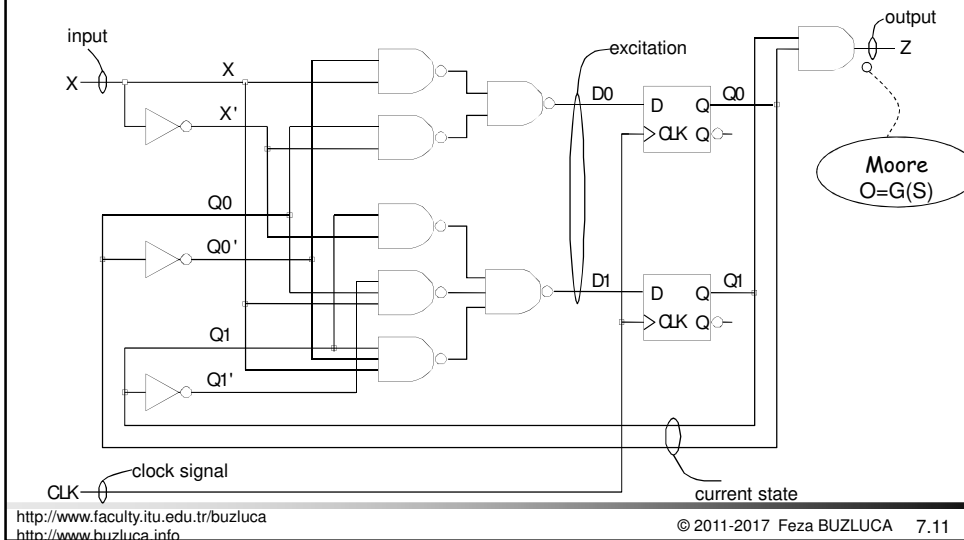 output
input
Z
excitation
X
X
D0
D
Q
Q0
X'
CLK
Q
Moore
O=G(S)
Q0
Q0'
D1
D
Q
Q1
CLK
Q
Q1
Q1'
clock signal
CLK
current state
http://www.faculty.itu.edu.tr/buzluca
http://www.buzluca.info
© 2011-2017 Feza BUZLUCA 7.11